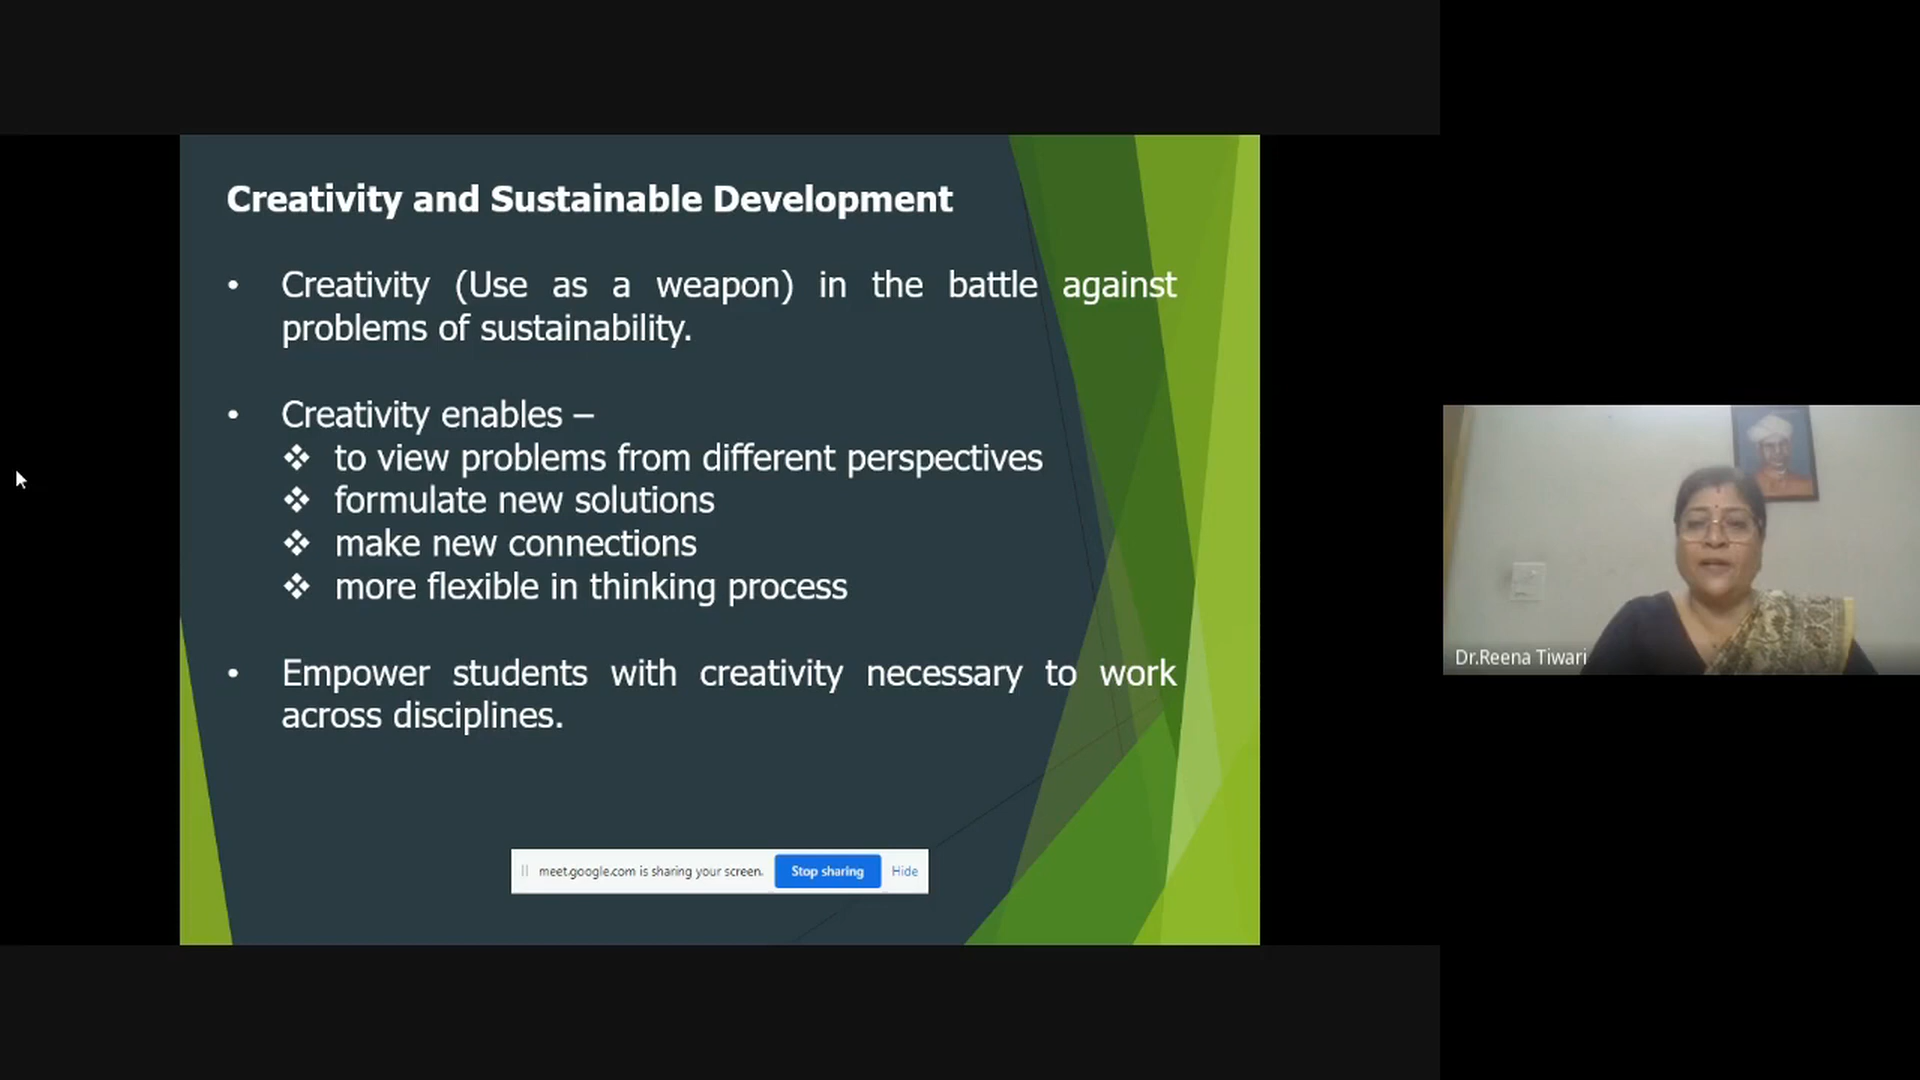 Creativity and Sustainable Development
• Creativity (Use as a weapon) in the battle against
problems of sustainability.
• Creativity enables –
❖ to view problems from different perspectives
❖ formulate new solutions
❖ make new connections
❖ more flexible in thinking process
• Empower students with creativity necessary to work
across disciplines.
meet.google.com is sharing your screen. Stop sharing Hide
Dr.Reena Tiwari